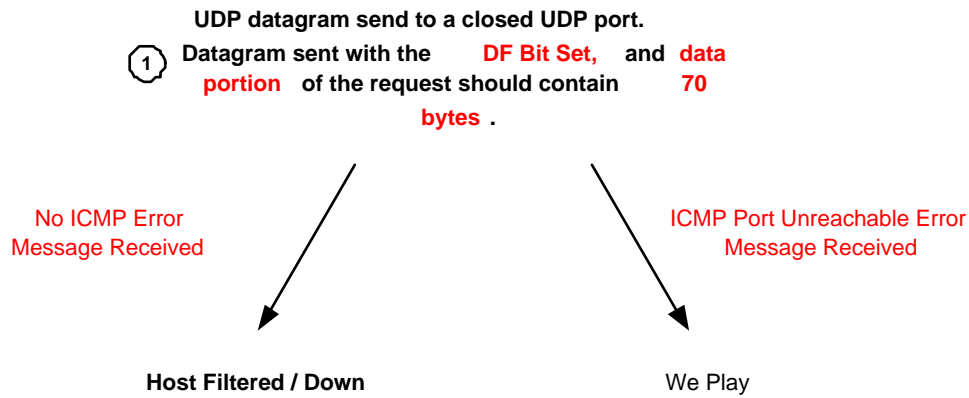 UDP datagram send to a closed UDP port.
1 Datagram sent with the DF Bit Set, and data
portion of the request should contain 70
bytes .
No ICMP Error
Message Received
ICMP Port Unreachable Error
Message Received
Host Filtered / Down
We Play